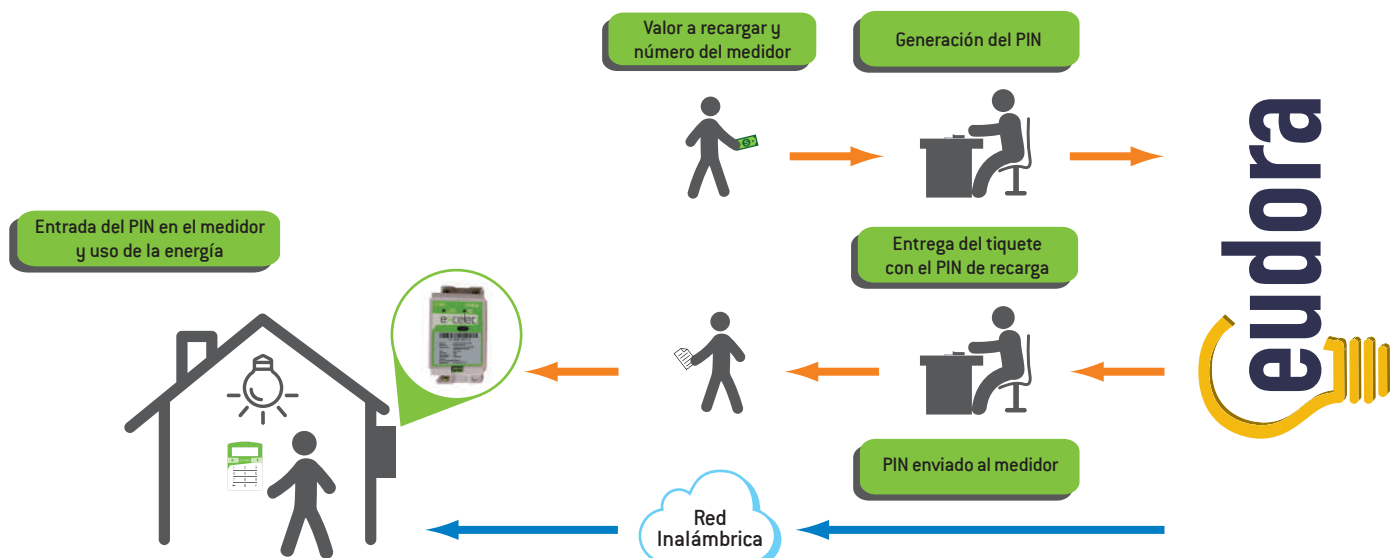 Valor a recargar y
número del medidor
Generación del PIN
eudora
Entrada del PIN en el medidor
y uso de la energía
Entrega del tiquete
con el PIN de recarga
PIN enviado al medidor
Red
Inalámbrica